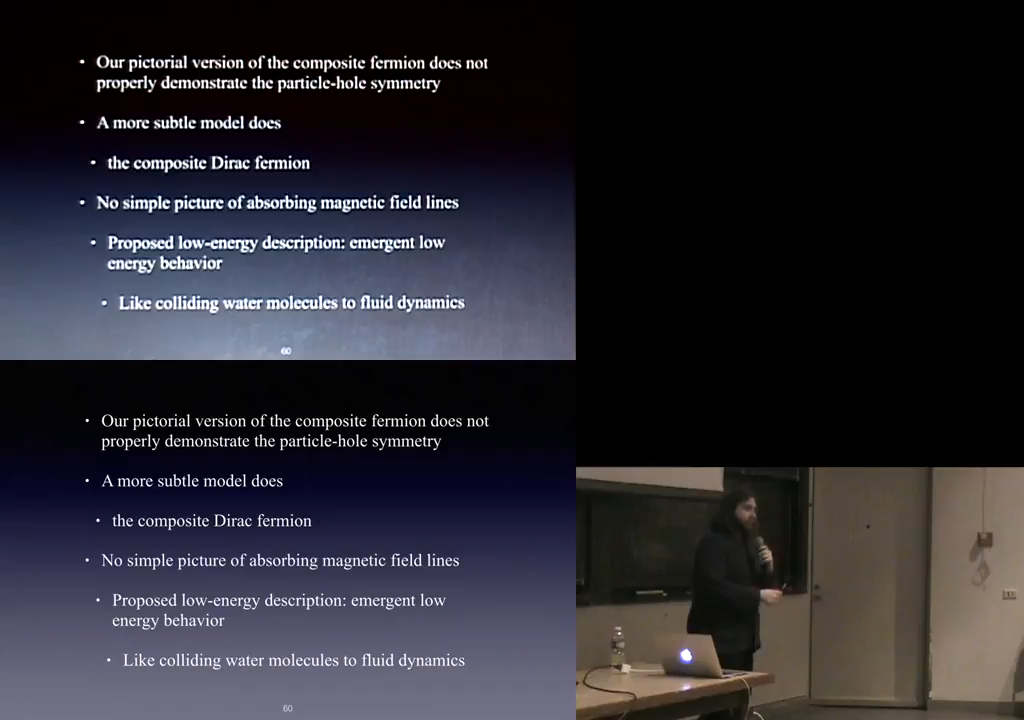 • Our pictorial version of the composite fermion does not
properly demonstrate the particle-hole symmetry
• A more subtle model does
• the composite Dirac fermion
• No simple picture of absorbing magnetic field lines
• Proposed low-energy description: emergent low
energy behavior
• Like colliding water molecules to fluid dynamics
60
• Our pictorial version of the composite fermion does not
properly demonstrate the particle-hole symmetry
• A more subtle model does
• the composite Dirac fermion
• No simple picture of absorbing magnetic field lines
• Proposed low-energy description: emergent low
energy behavior
• Like colliding water molecules to fluid dynamics
60